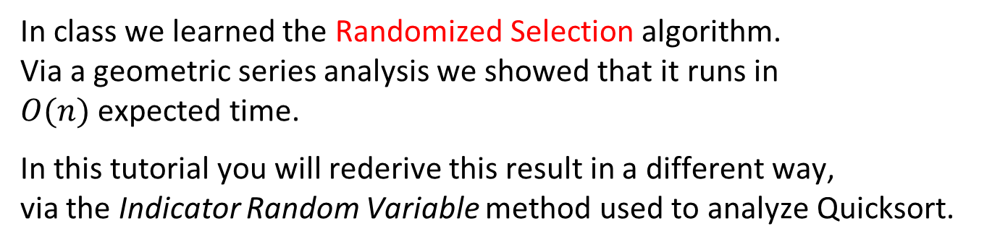 In class we learned the Randomized Selection algorithm.
Via a geometric series analysis we showed that it runs in
O(n) expected time.
In this tutorial you will rederive this result in a different way,
via the Indicator Random Variable method used to analyze Quicksort.